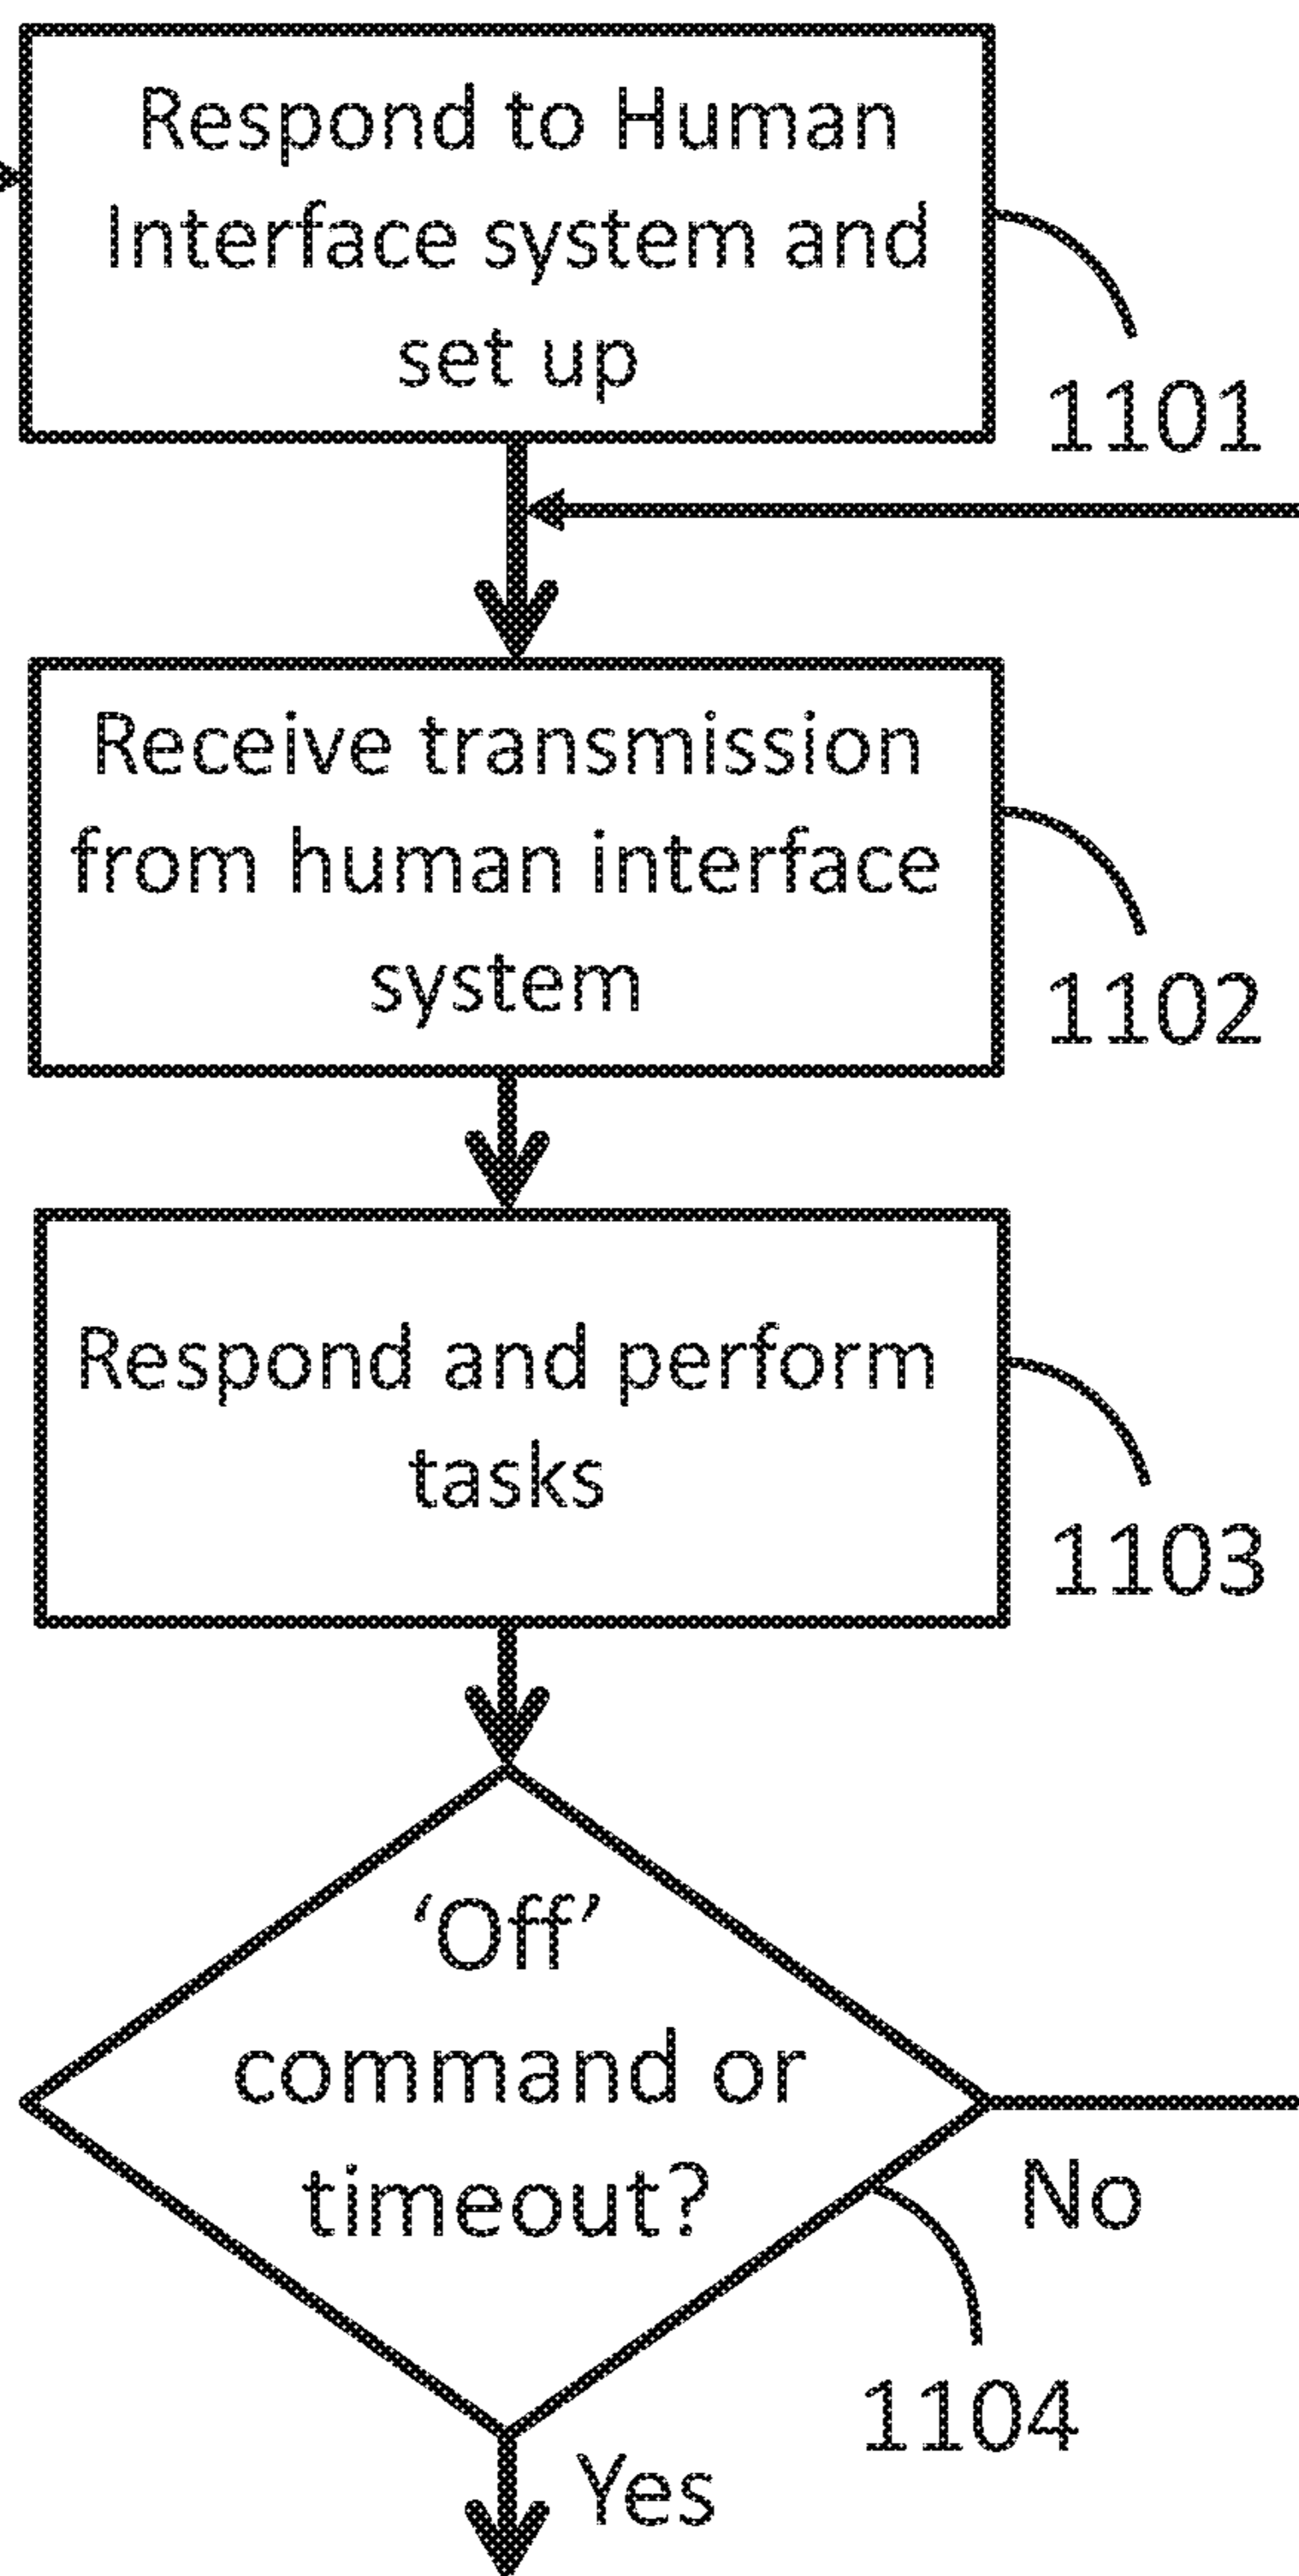 Respond to Human
Interface system and
set up
1101
Receive transmission
from human interface
system
1102
Respond and perform
tasks
1103
‘Off’
command or
timeout?
No
1104
Yes